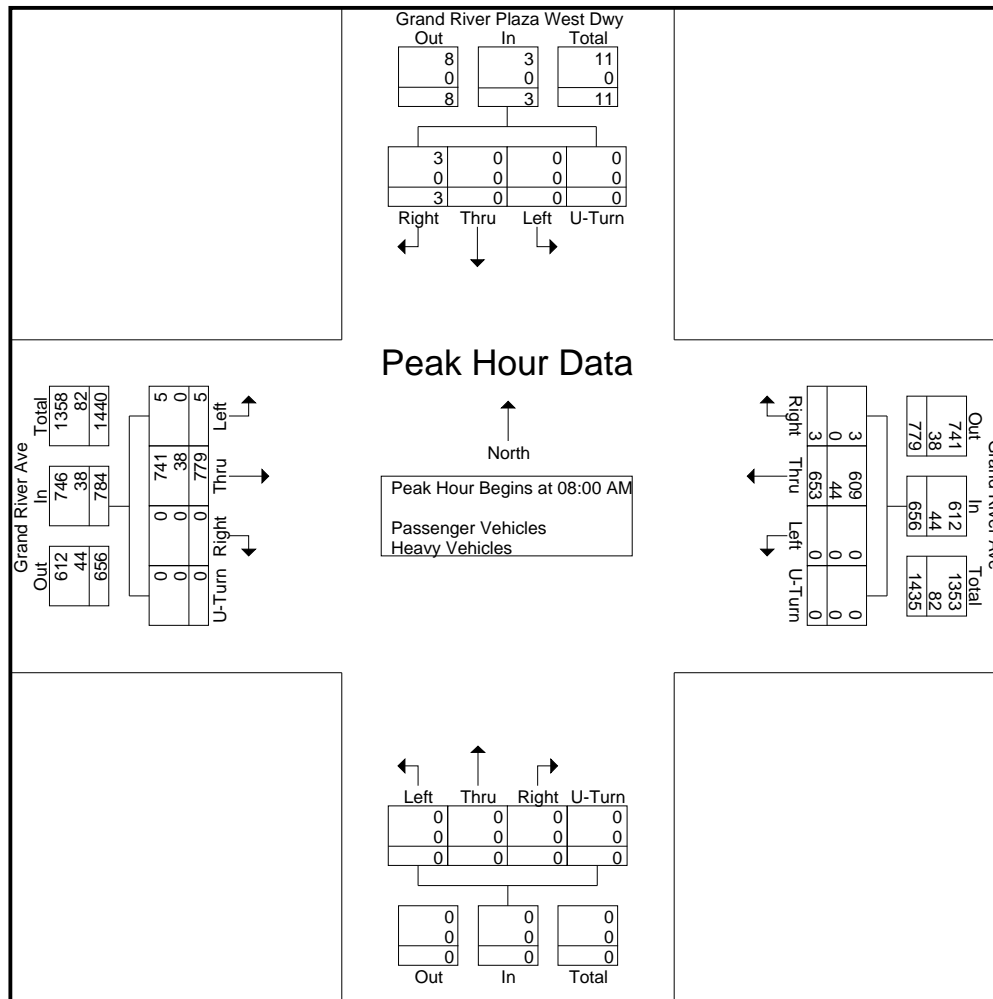 Grand River Plaza West Dwy
Out In Total
8 3 11
0 0 0
8 3 11
3 0 0 0
0 0 0 0
3 0 0 0
Right Thru Left U-Turn
Peak Hour Data
North
Peak Hour Begins at 08:00 AM
Passenger Vehicles
Heavy Vehicles
Grand River Ave
Out In Total
612 746 1358
44 38 82
656 784 1440
U-Turn Right Thru Left
0 0 741 5
0 0 38 0
0 0 779 5
Grand River Ave
Out In Total
741 612 1353
38 44 82
779 656 1435
Right Thru Left U-Turn
3 609 0 0
0 44 0 0
3 653 0 0
Left Thru Right U-Turn
0 0 0 0
0 0 0 0
0 0 0 0
0 0 0
0 0 0
0 0 0
Out In Total